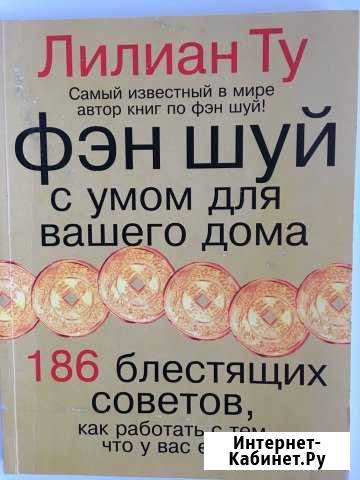 Лилиан Ту
Самый известный в мире
автор книг по фэн шуй!
фэн шуй
с умом для
вашего дома
186 блестящих
советов,
как работать с тем,
что у вас
Интернет-
Кабинет.Ру